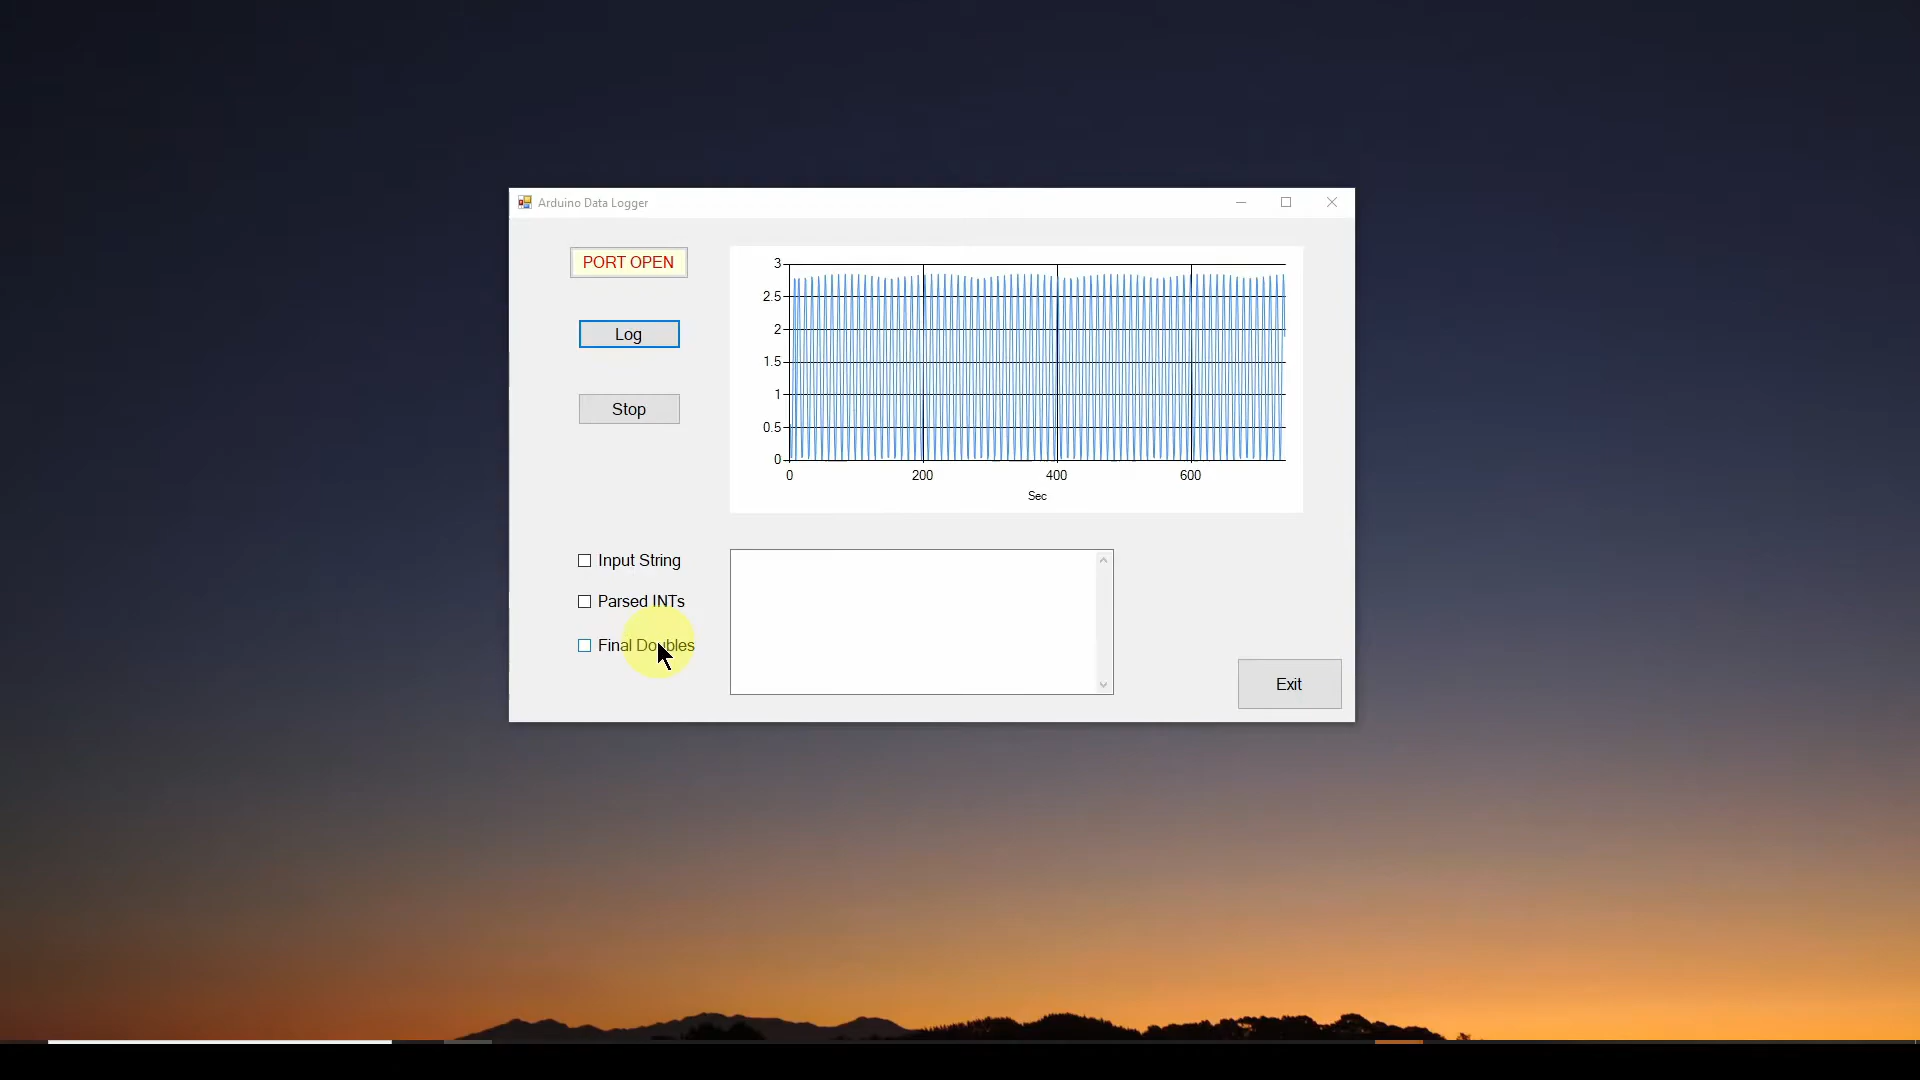 Arduino Data Logger
PORT OPEN
Log
Stop
3
2.5
2
1.5
1
0.5
0
0 200 400 600
Sec
Input String
Parsed INTs
Final Doubles
Exit